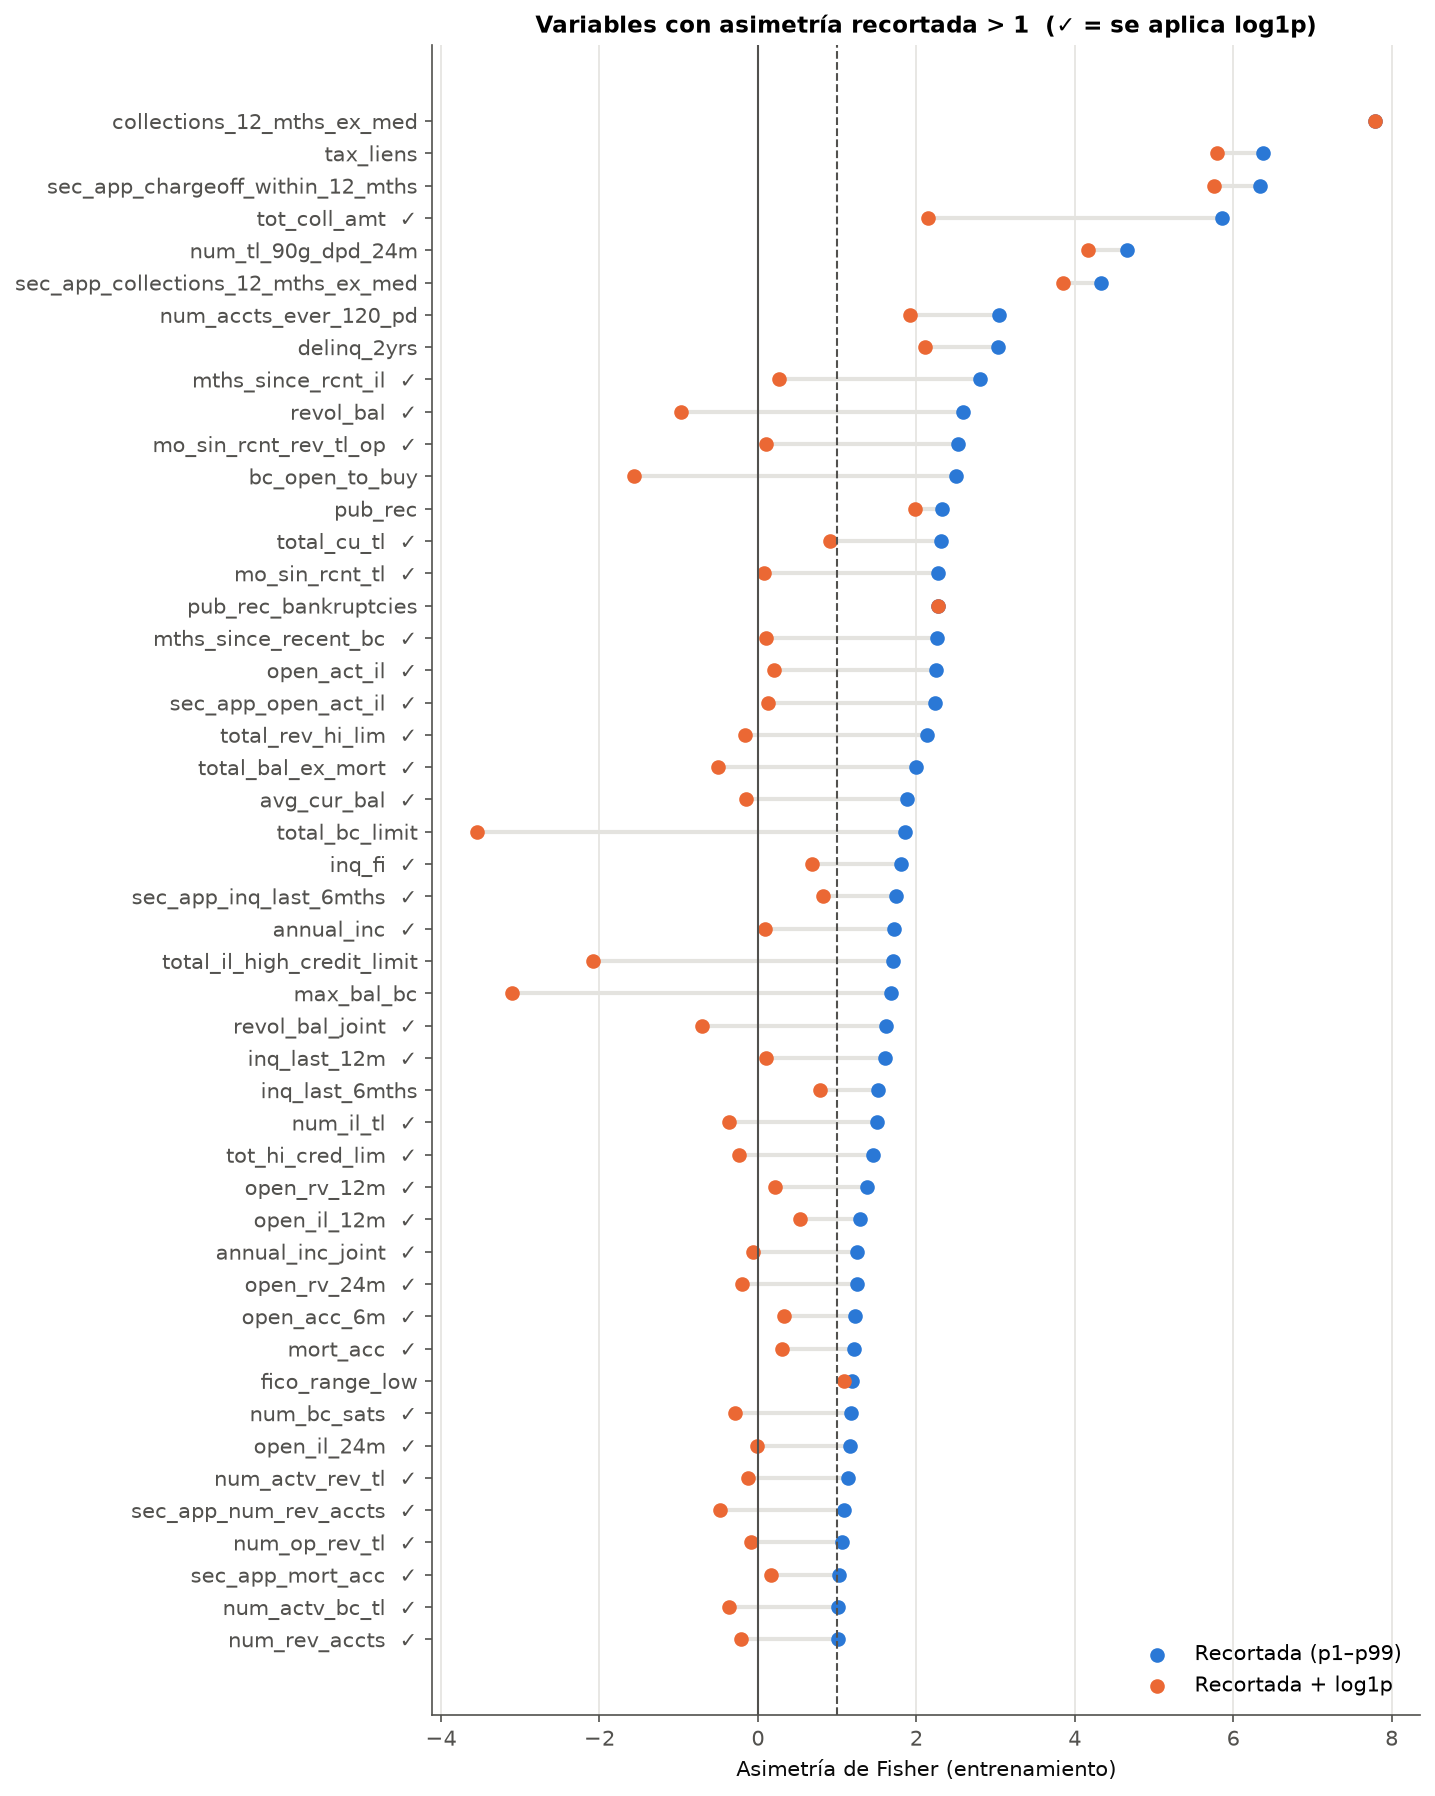 Variables con asimetría recortada > 1  (✓ = se aplica log1p)
collections_12_mths_ex_med
tax_liens
sec_app_chargeoff_within_12_mths
tot_coll_amt ✓
num_tl_90g_dpd_24m
sec_app_collections_12_mths_ex_med
num_accts_ever_120_pd
delinq_2yrs
mths_since_rcnt_il ✓
revol_bal ✓
mo_sin_rcnt_rev_tl_op ✓
bc_open_to_buy
pub_rec
total_cu_tl ✓
mo_sin_rcnt_tl ✓
pub_rec_bankruptcies
mths_since_recent_bc ✓
open_act_il ✓
sec_app_open_act_il ✓
total_rev_hi_lim ✓
total_bal_ex_mort ✓
avg_cur_bal ✓
total_bc_limit
inq_fi ✓
sec_app_inq_last_6mths ✓
annual_inc ✓
total_il_high_credit_limit
max_bal_bc
revol_bal_joint ✓
inq_last_12m ✓
inq_last_6mths
num_il_tl ✓
tot_hi_cred_lim ✓
open_rv_12m ✓
open_il_12m ✓
annual_inc_joint ✓
open_rv_24m ✓
open_acc_6m ✓
mort_acc ✓
fico_range_low
num_bc_sats ✓
open_il_24m ✓
num_actv_rev_tl ✓
sec_app_num_rev_accts ✓
num_op_rev_tl ✓
sec_app_mort_acc ✓
num_actv_bc_tl ✓
num_rev_accts ✓
Recortada (p1–p99)
Recortada + log1p
−4 −2 0 2 4 6 8
Asimetría de Fisher (entrenamiento)